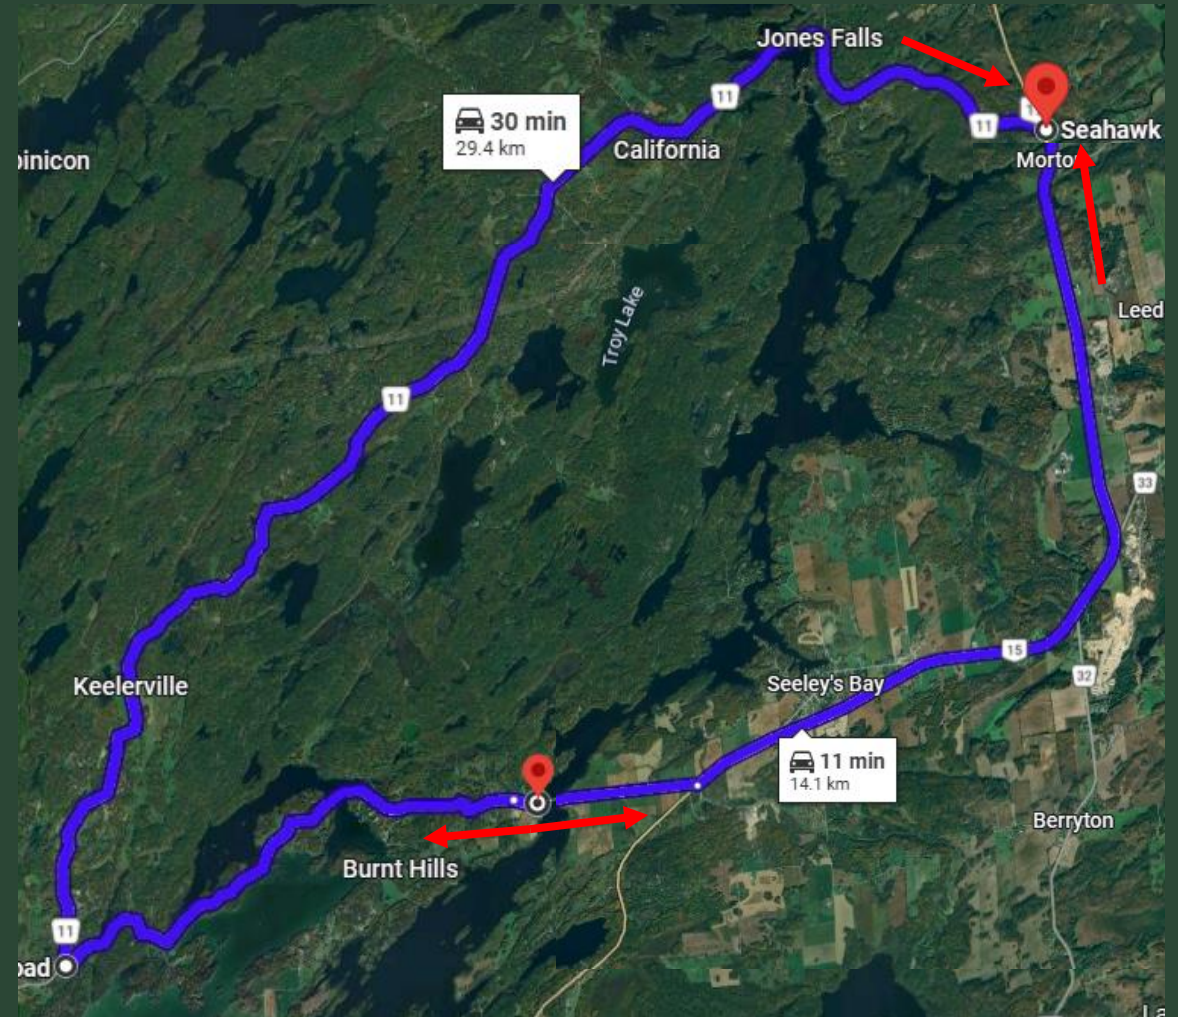 Jones Falls
11
30 min
29.4 km
11
Seahawk
California
binicon
Morto
Troy Lake
Leed
11
33
Keelerville
15
32
Seeley's Bay
11 min
14.1 km
Berryton
Burnt Hills
11
oad